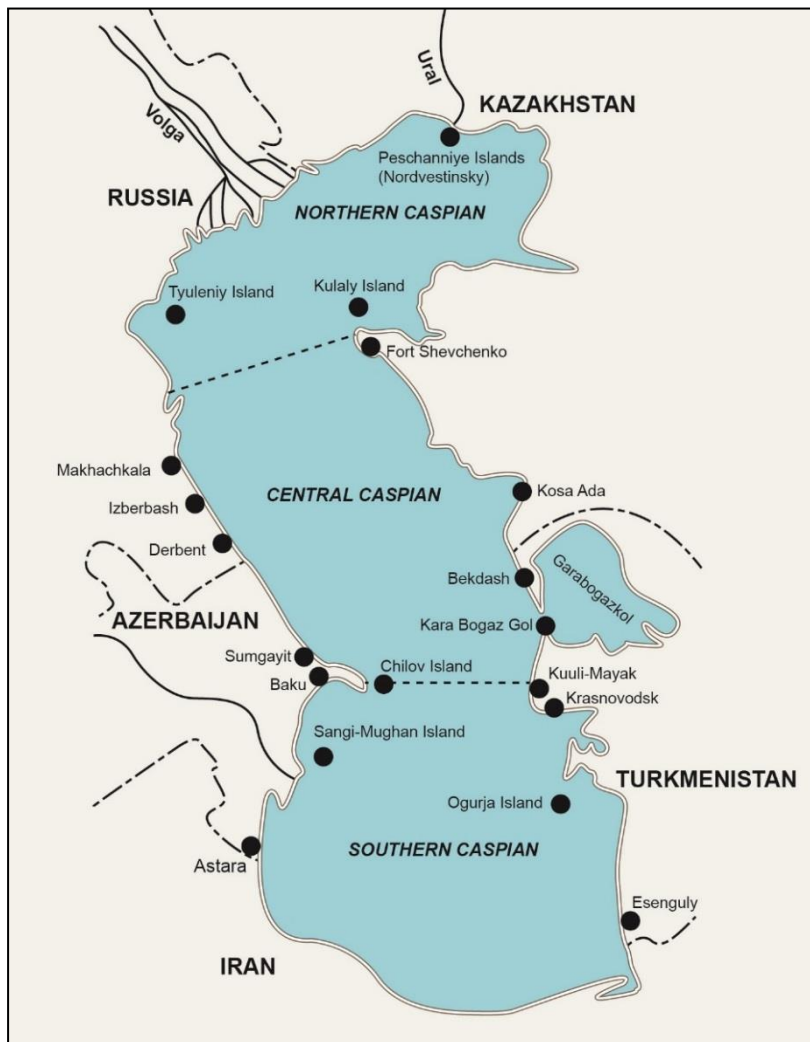 Ural
KAZAKHSTAN
Volga
Peschanniye Islands
(Nordvestinsky)
RUSSIA
NORTHERN CASPIAN
Tyuleniy Island
Kulaly Island
Fort Shevchenko
Makhachkala
CENTRAL CASPIAN
Kosa Ada
Izberbash
Derbent
Garabogazkol
Bekdash
AZERBAIJAN
Kara Bogaz Gol
Sumgayit
Chilov Island
Kuuli-Mayak
Baku
Krasnovodsk
Sangi-Mughan Island
TURKMENISTAN
Ogurja Island
SOUTHERN CASPIAN
Astara
Esenguly
IRAN